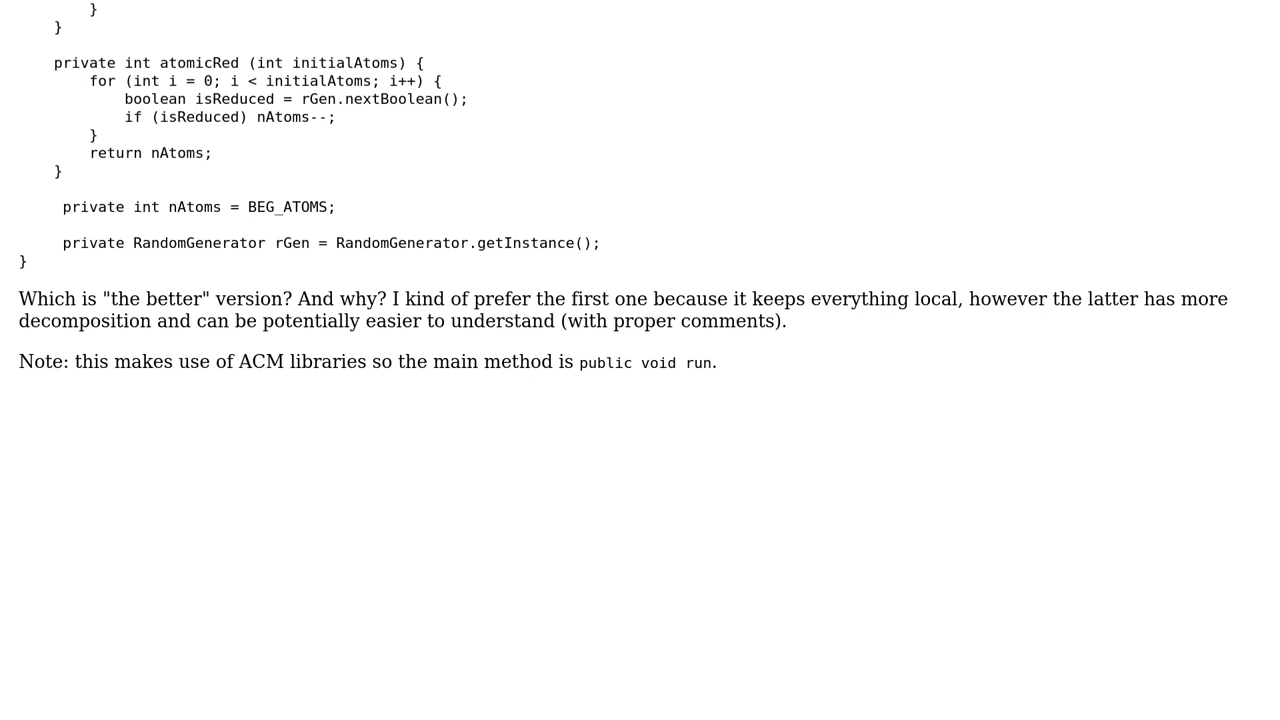 }
    }
    private int atomicRed (int initialAtoms) {
        for (int i = 0; i < initialAtoms; i++) {
            boolean isReduced = rGen.nextBoolean();
            if (isReduced) nAtoms--;
        }
        return nAtoms;
    }
     private int nAtoms = BEG_ATOMS;
     private RandomGenerator rGen = RandomGenerator.getInstance();
}
Which is "the better" version? And why? I kind of prefer the first one because it keeps everything local, however the latter has more
decomposition and can be potentially easier to understand (with proper comments).
Note: this makes use of ACM libraries so the main method is public void run.